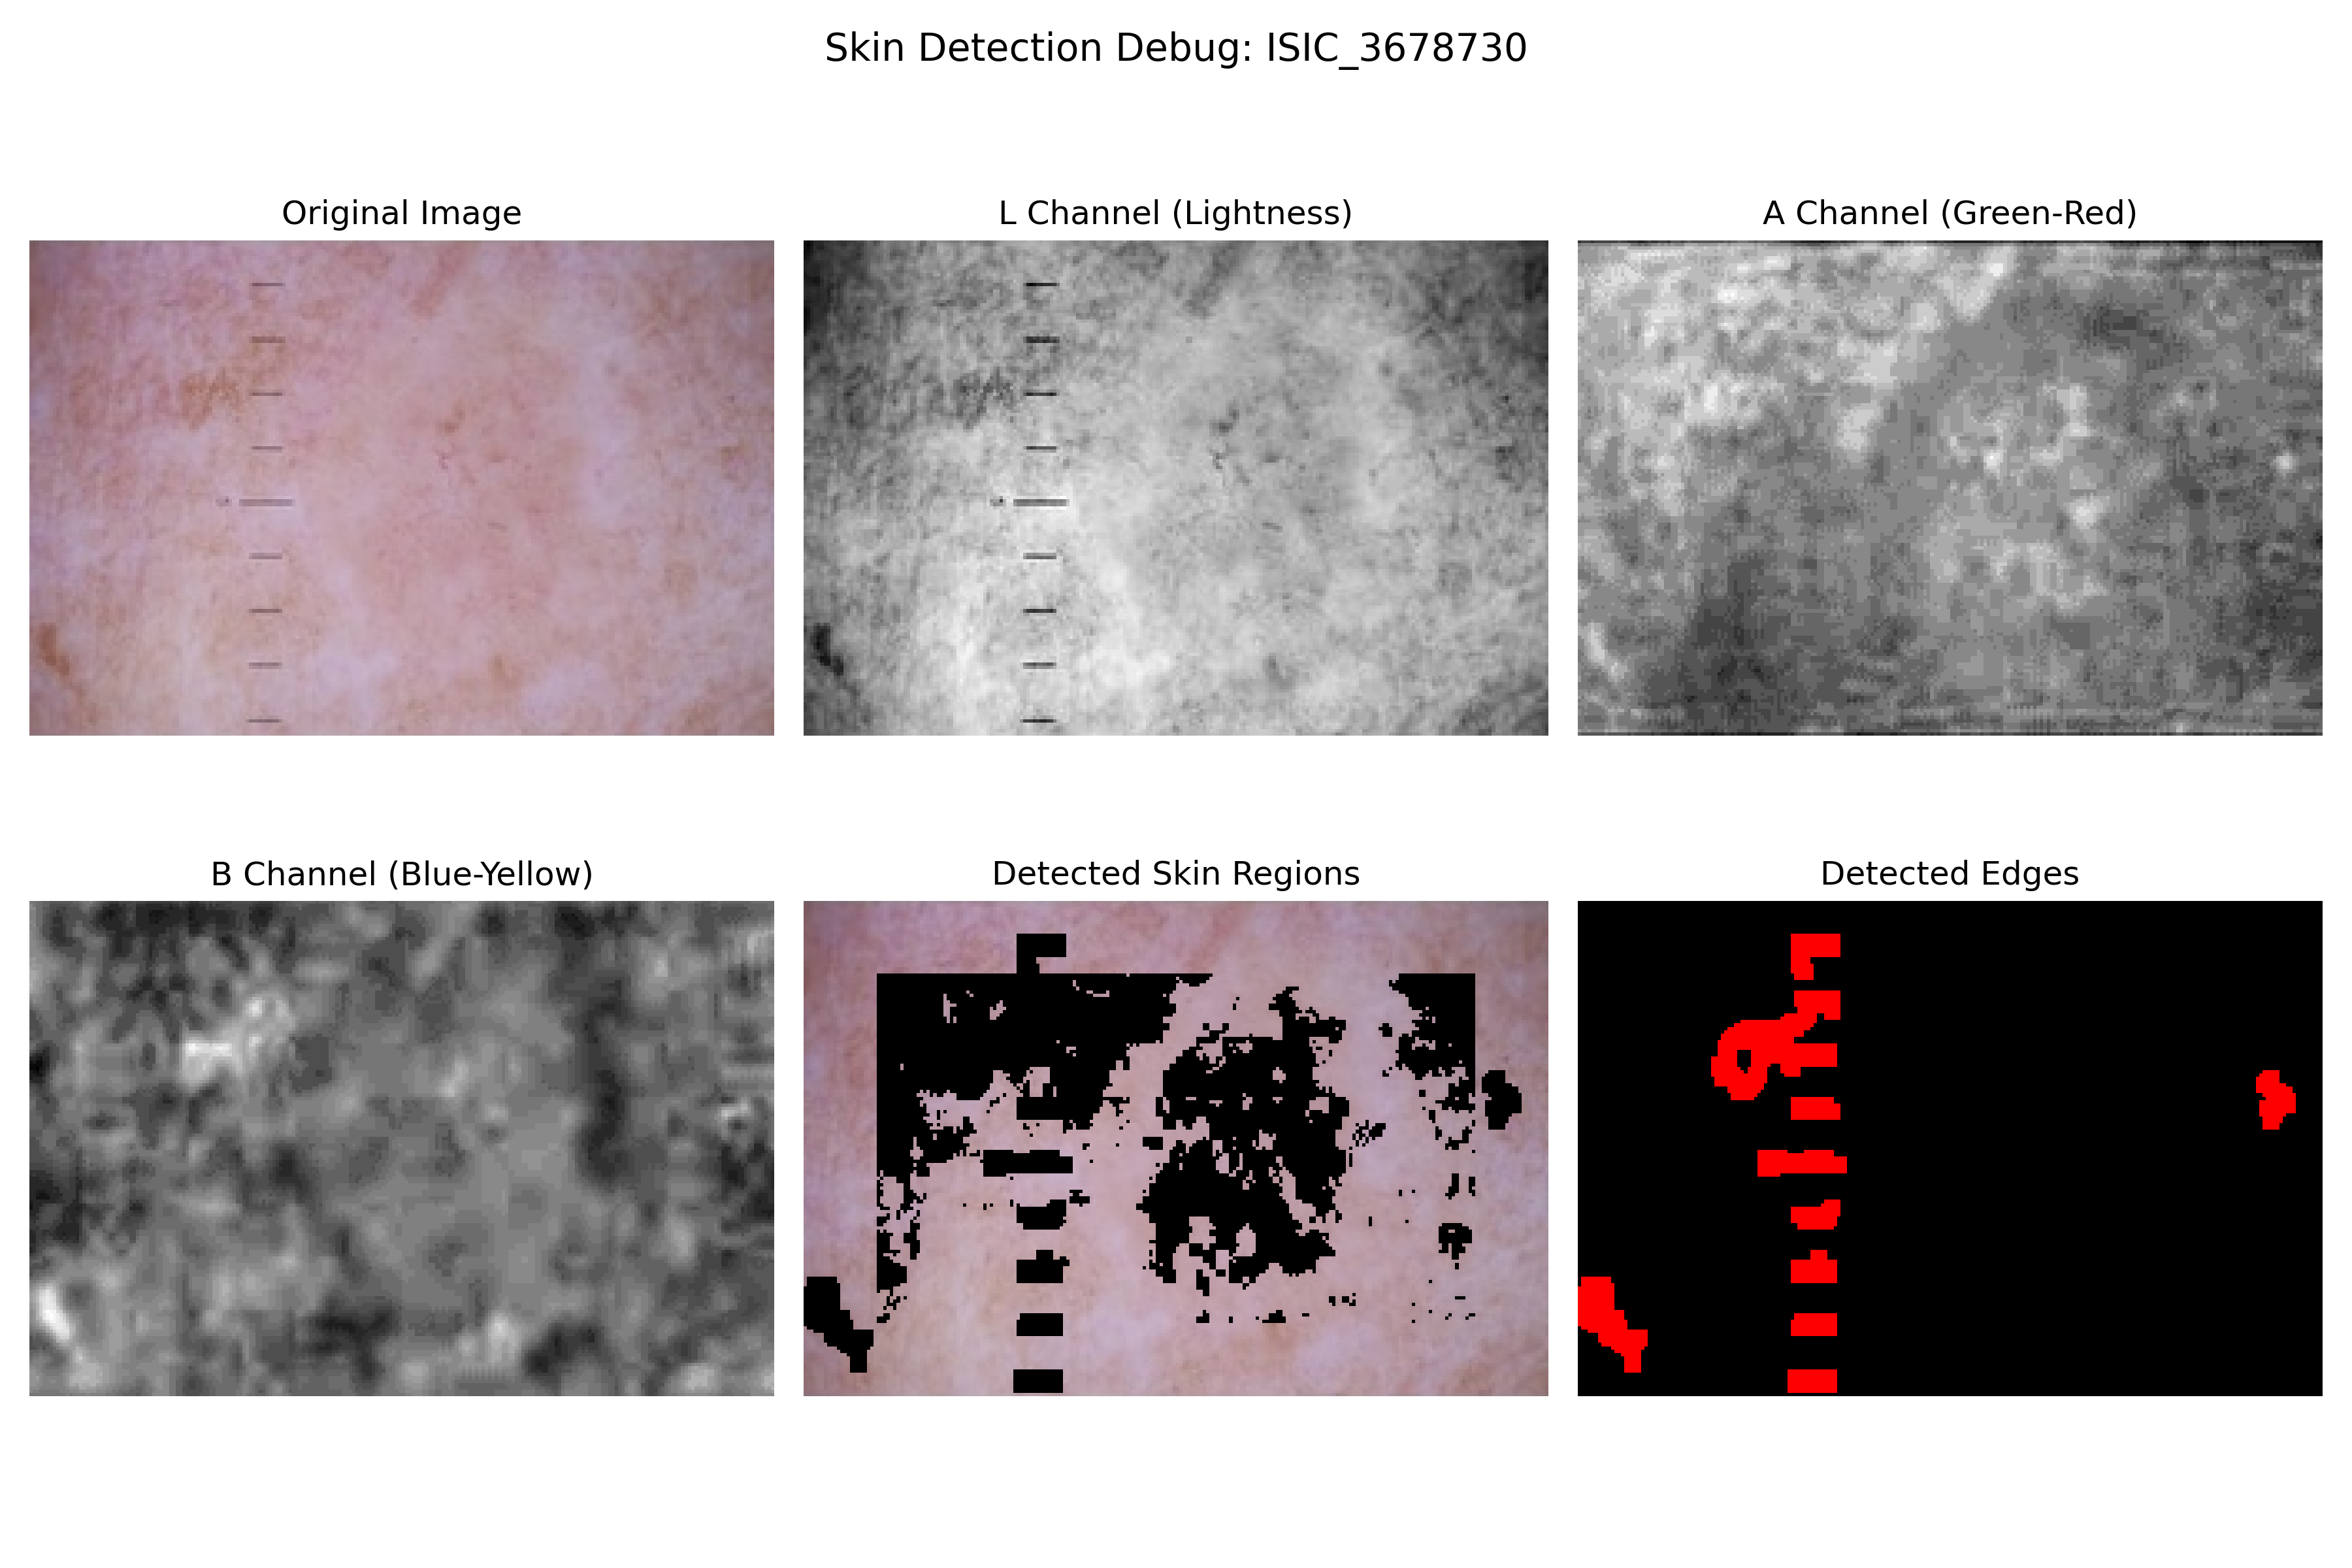 Skin Detection Debug: ISIC_3678730
Original Image
L Channel (Lightness)
A Channel (Green-Red)
B Channel (Blue-Yellow)
Detected Skin Regions
Detected Edges